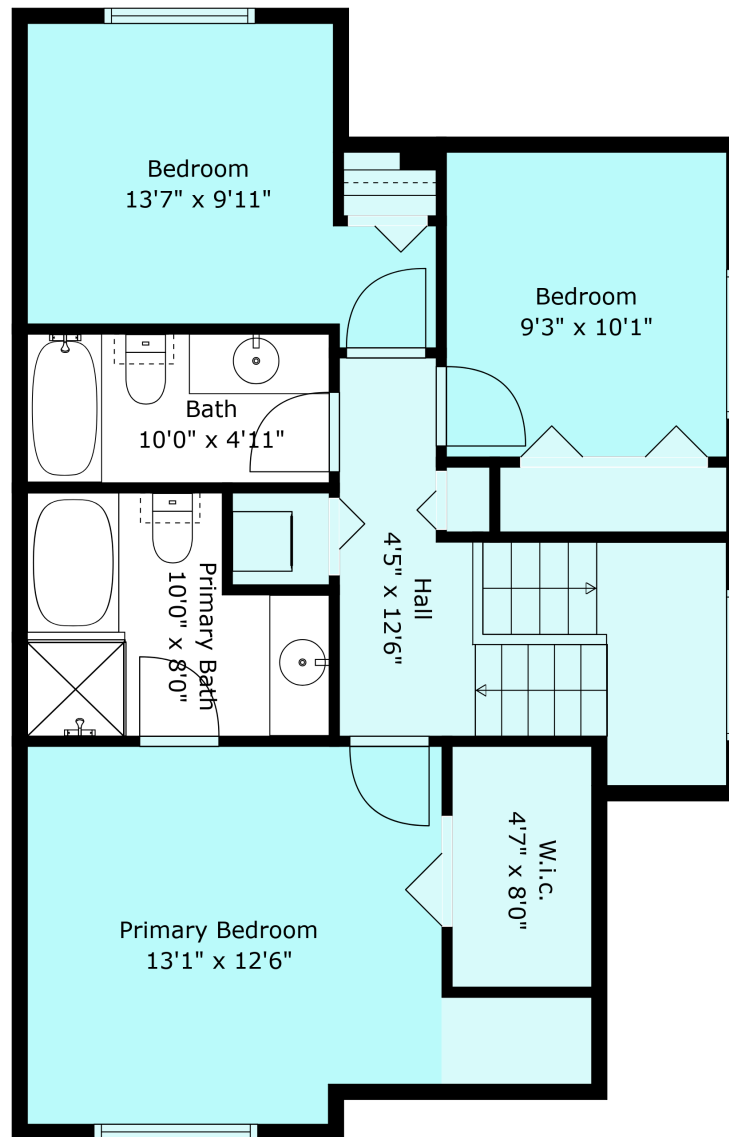 Bedroom
13'7" x 9'11"
Bedroom
9'3" x 10'1"
Bath
10'0" x 4'11"
Hall
4'5" x 12'6"
Primary Bath
10'0" x 8'0"
W.i.c.
4'7" x 8'0"
Primary Bedroom
13'1" x 12'6"